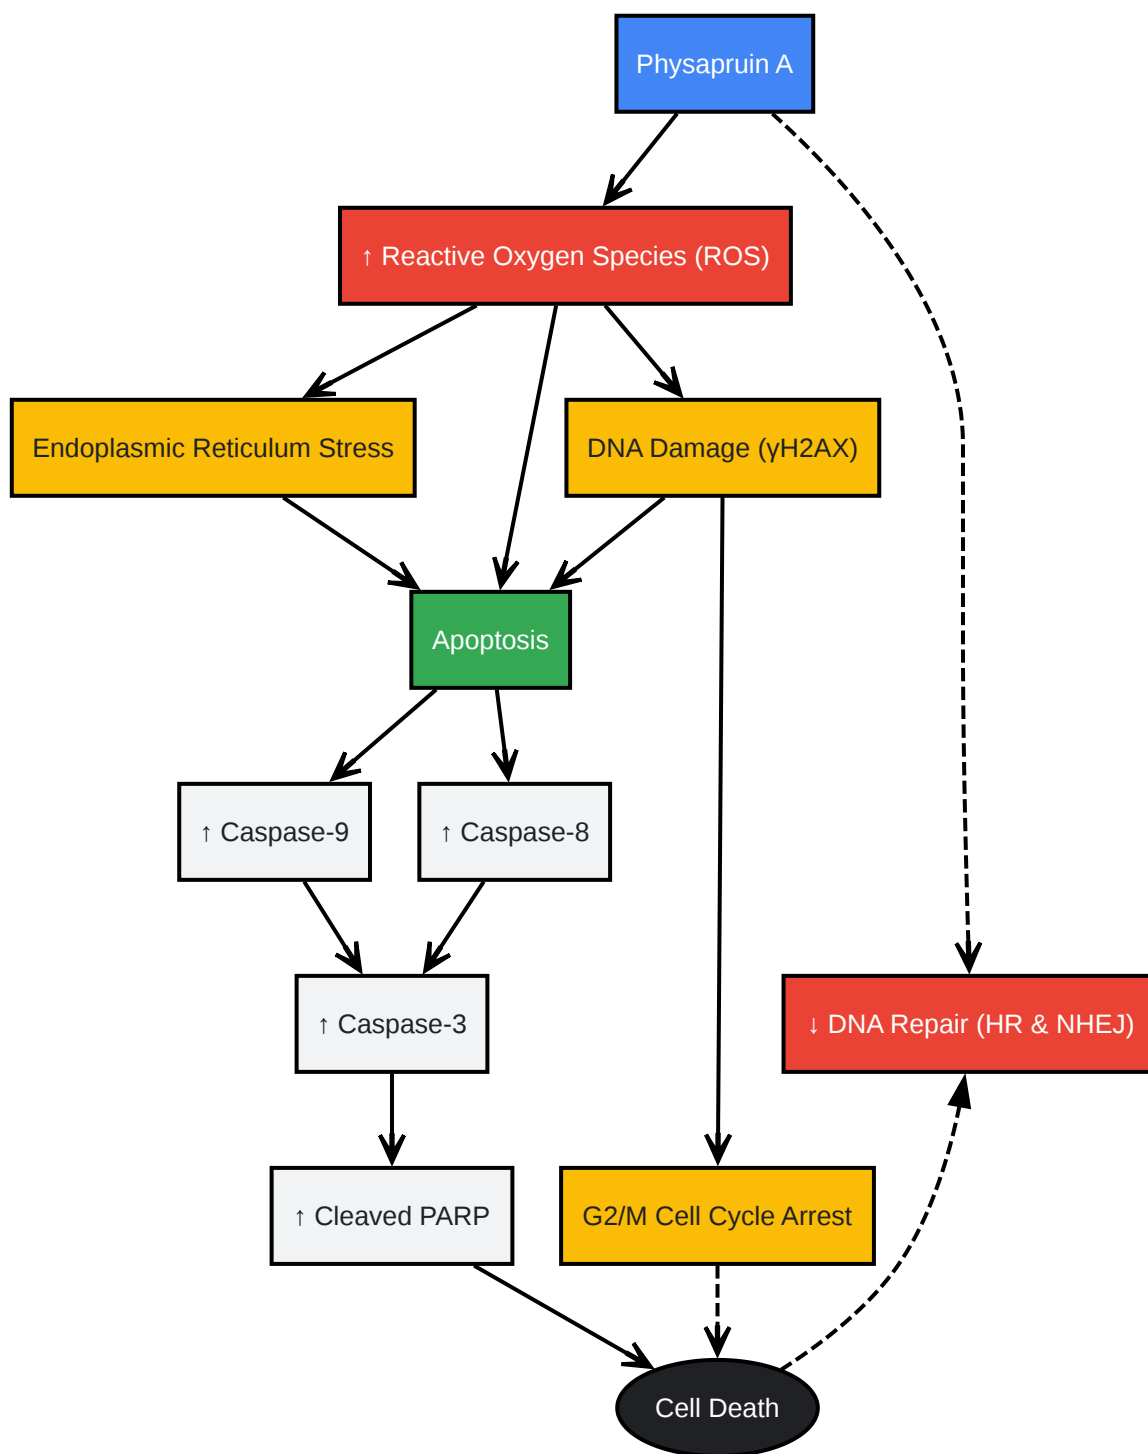 Physapruin A
↑ Reactive Oxygen Species (ROS)
Endoplasmic Reticulum Stress
DNA Damage (γH2AX)
Apoptosis
↑ Caspase-9
↑ Caspase-8
↑ Caspase-3
↓ DNA Repair (HR & NHEJ)
↑ Cleaved PARP
G2/M Cell Cycle Arrest
Cell Death